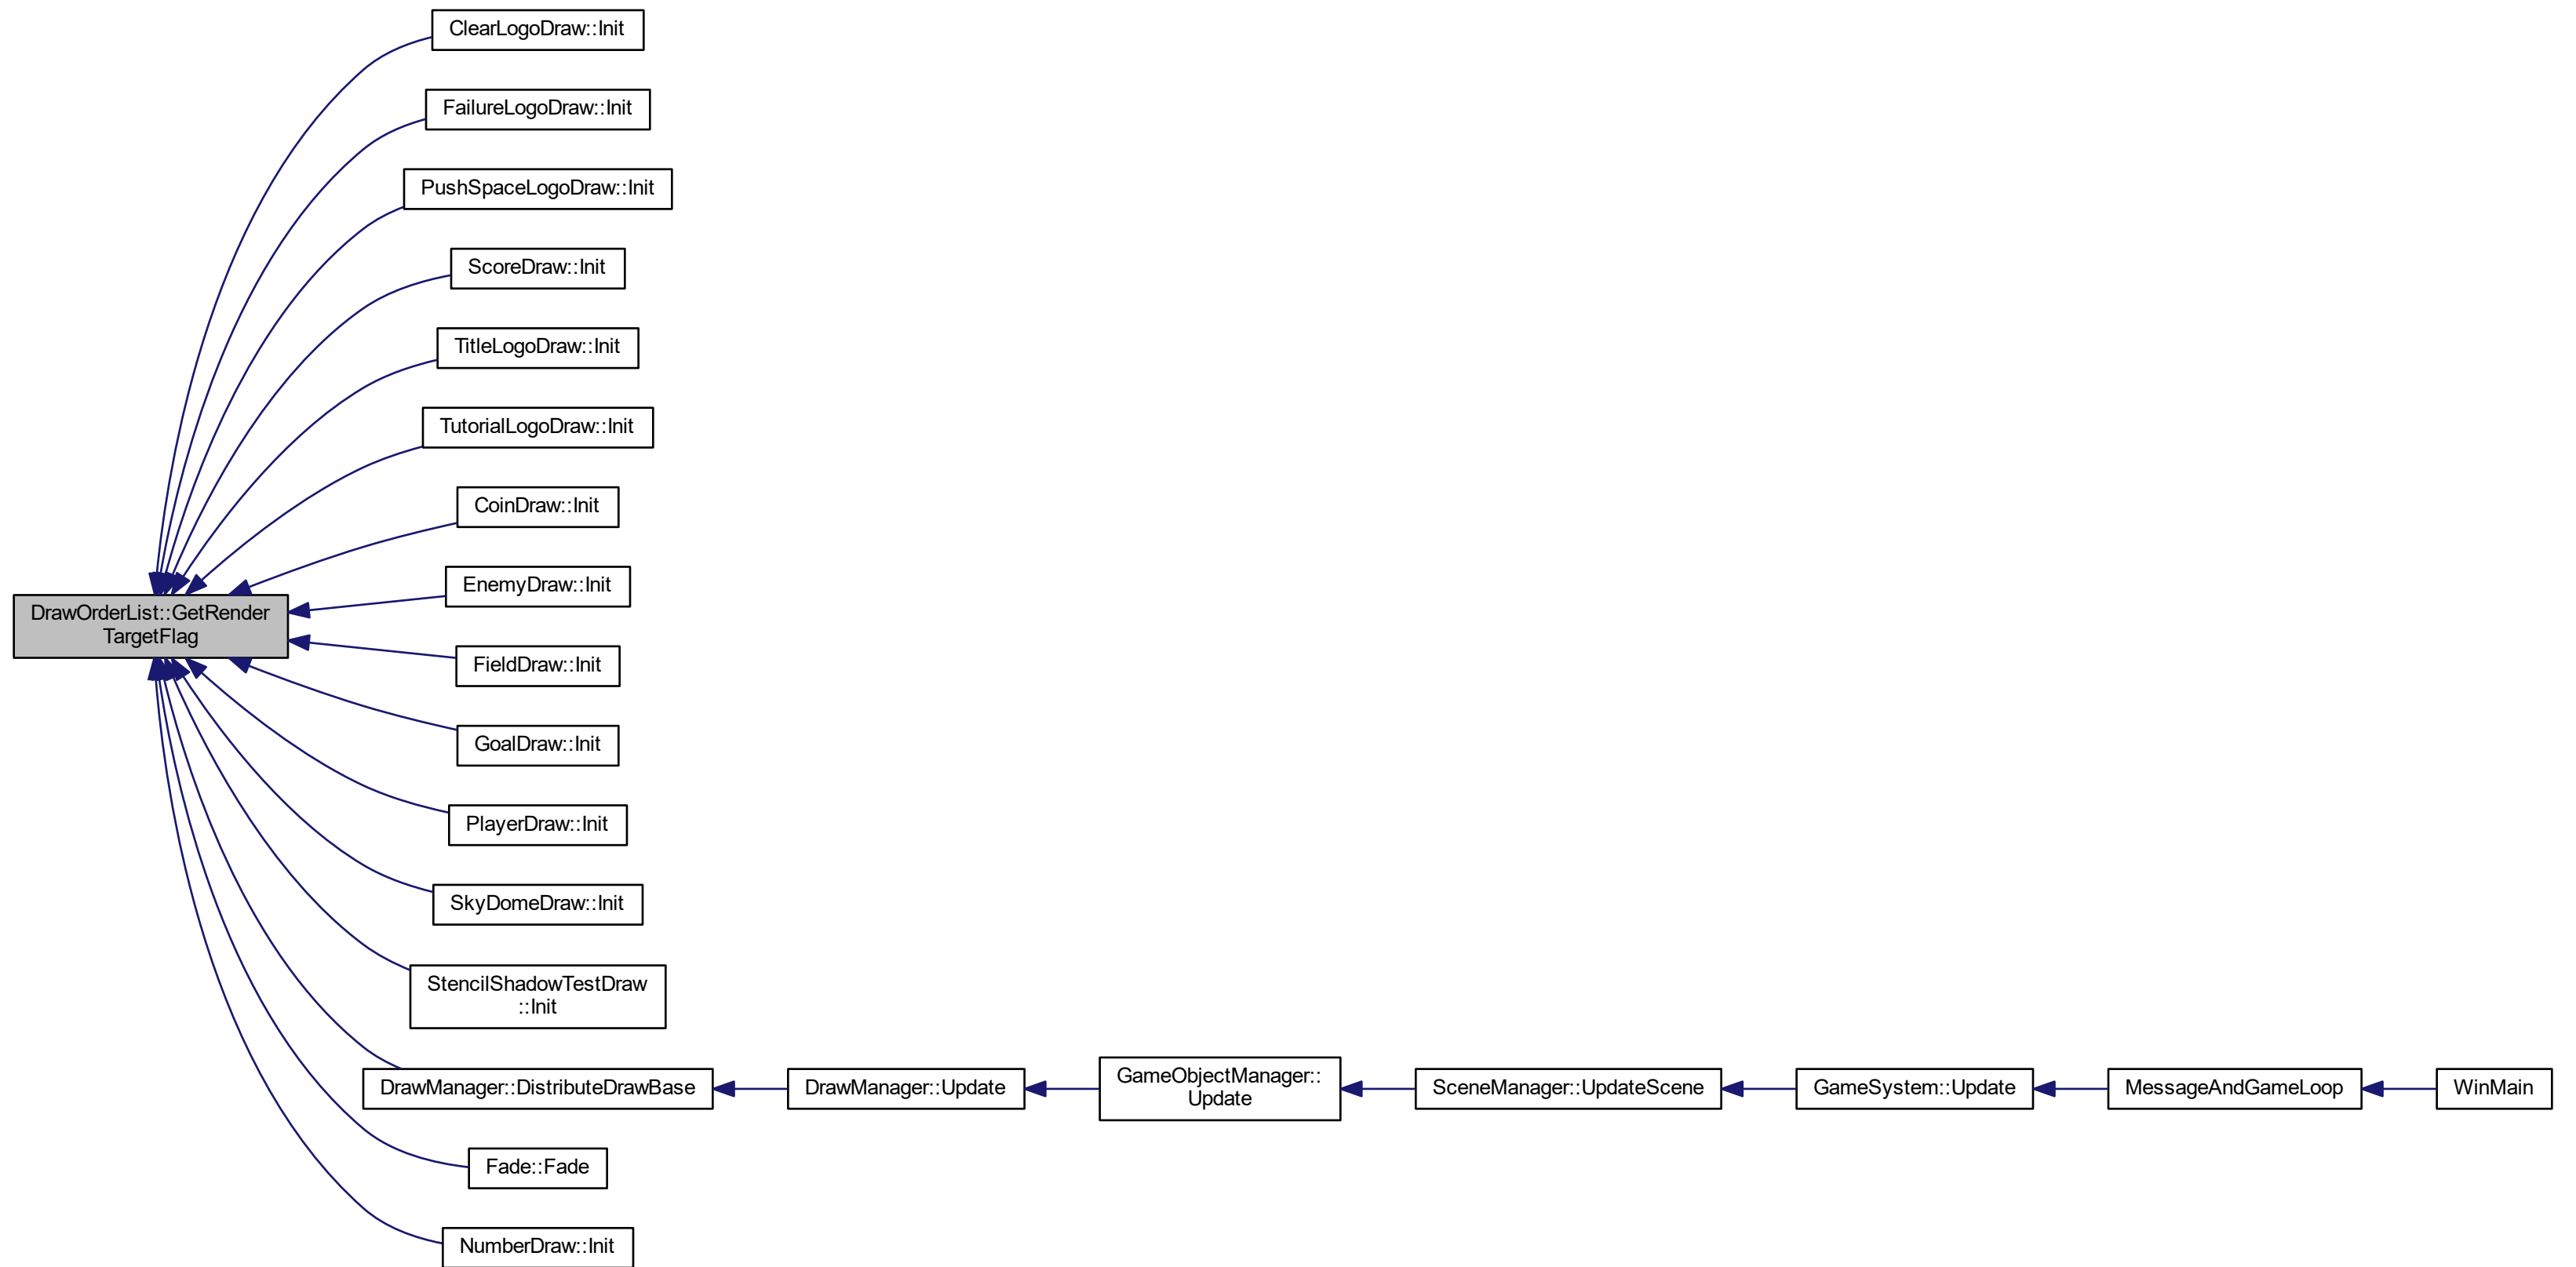 ClearLogoDraw::Init
FailureLogoDraw::Init
PushSpaceLogoDraw::Init
ScoreDraw::Init
TitleLogoDraw::Init
TutorialLogoDraw::Init
CoinDraw::Init
EnemyDraw::Init
DrawOrderList::GetRender
TargetFlag
FieldDraw::Init
GoalDraw::Init
PlayerDraw::Init
SkyDomeDraw::Init
StencilShadowTestDraw
::Init
DrawManager::DistributeDrawBase
DrawManager::Update
GameObjectManager::
Update
SceneManager::UpdateScene
GameSystem::Update
MessageAndGameLoop
WinMain
Fade::Fade
NumberDraw::Init